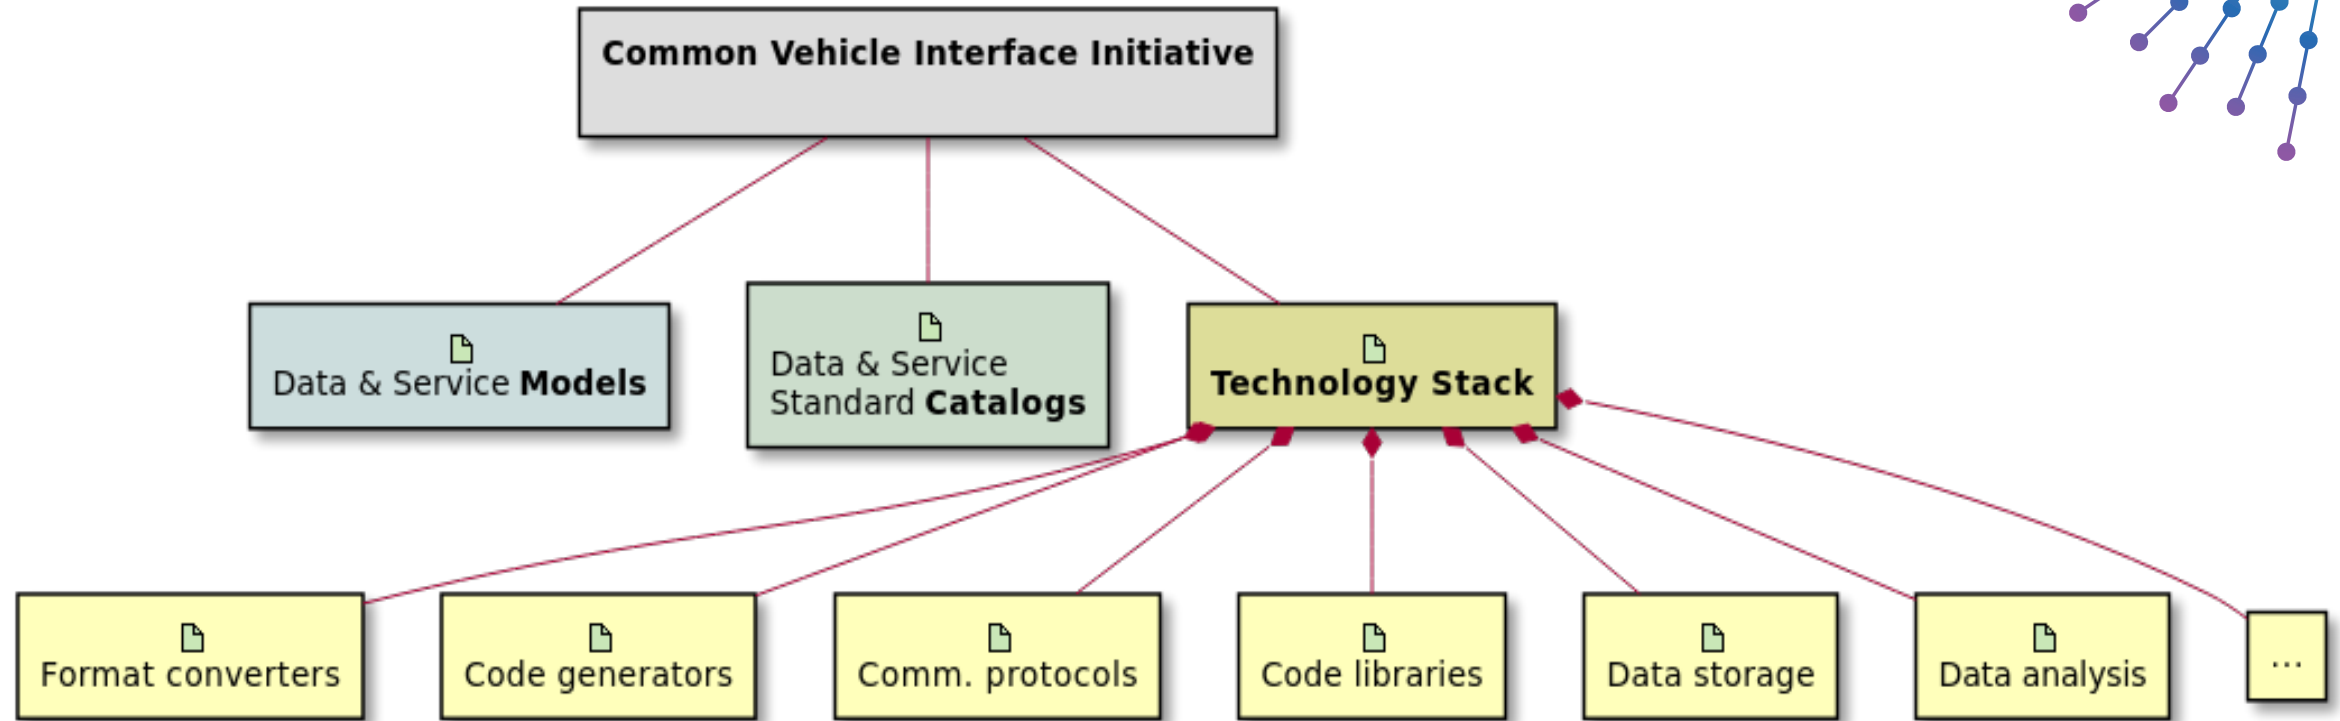 Common Vehicle Interface Initiative
Data & Service Models
Data & Service
Standard Catalogs
Technology Stack
Format converters
Code generators
Comm. protocols
Code libraries
Data storage
Data analysis
...